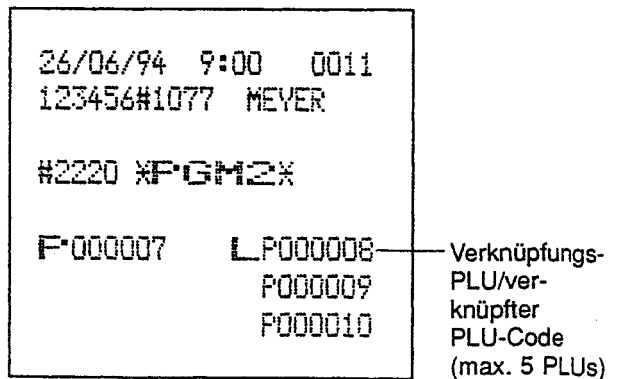 26/06/94 9:00 0011
123456#1077 MEYER
#2220 *PGM2*
P000007 LP000008
P000009
P000010
Verknüpfungs-
PLU/ver-
knüpfter
PLU-Code
(max. 5 PLUs)